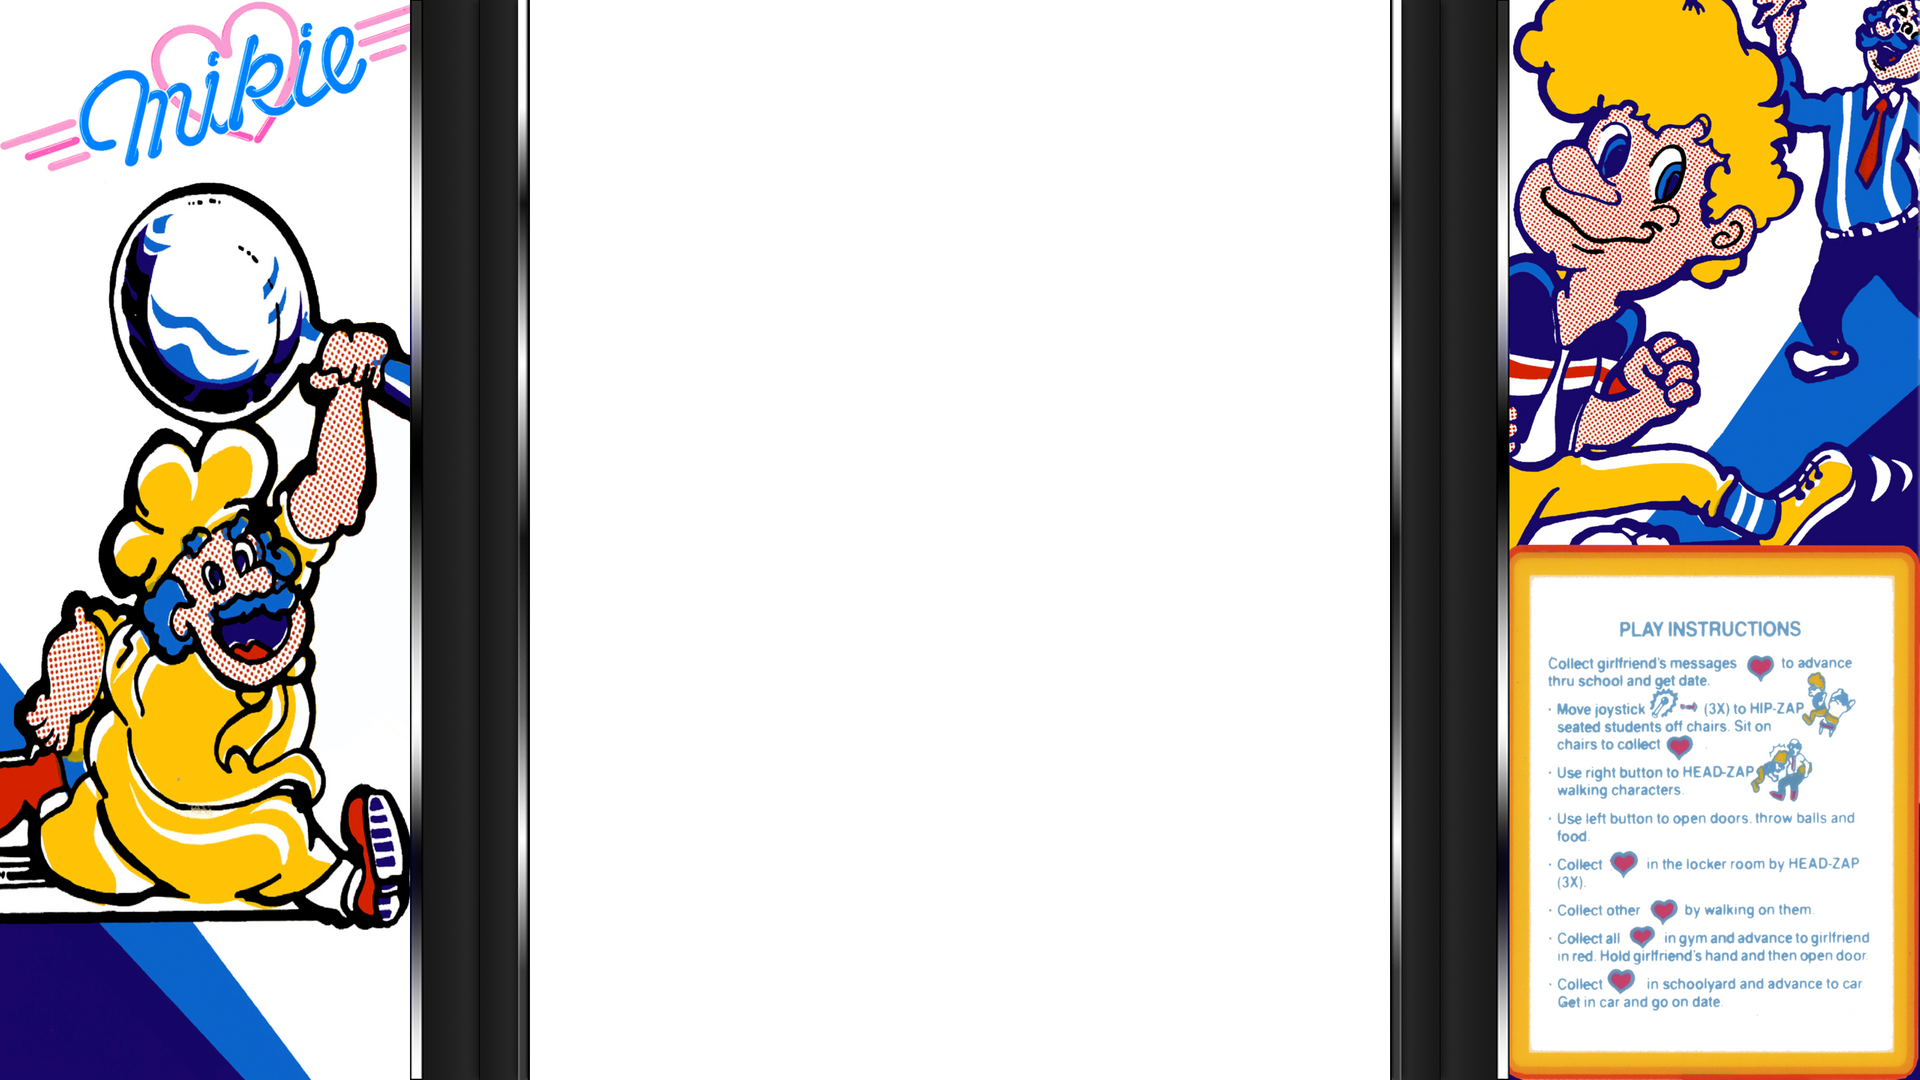 mikie
PLAY INSTRUCTIONS
Collect girlfriend's messages to advance
thru school and get date.
· Move joystick (3X) to HIP-ZAP
seated students off chairs. Sit on
chairs to collect
· Use right button to HEAD-ZAP
walking characters.
· Use left button to open doors, throw balls and
food.
· Collect in the locker room by HEAD-ZAP
(3X).
· Collect other by walking on them.
· Collect all in gym and advance to girlfriend
in red. Hold girlfriend's hand and then open door.
· Collect in schoolyard and advance to car.
Get in car and go on date.